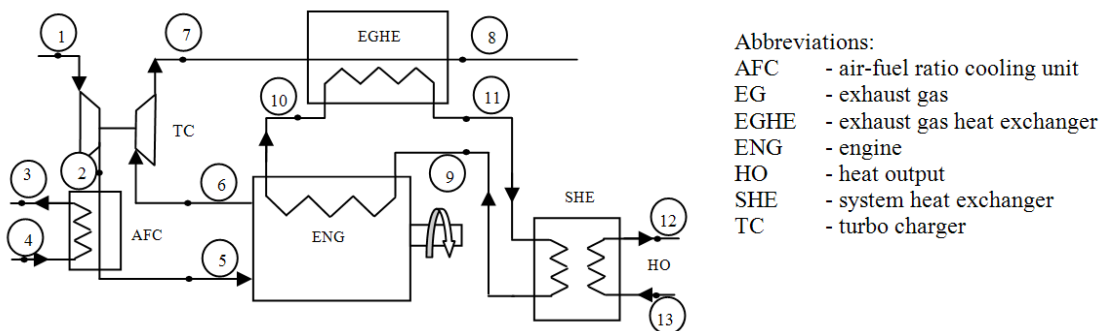 1
7
EGHE
8
10
11
TC
3
2
6
9
SHE
12
4
AFC
5
ENG
HO
13
Abbreviations:
AFC - air-fuel ratio cooling unit
EG - exhaust gas
EGHE - exhaust gas heat exchanger
ENG - engine
HO - heat output
SHE - system heat exchanger
TC - turbo charger